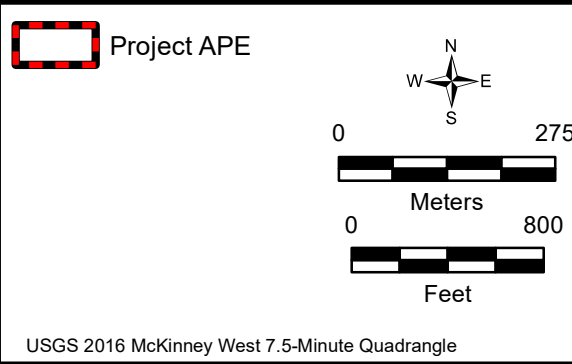 Project APE
N
W E
S
0 275
Meters
0 800
Feet
USGS 2016 McKinney West 7.5-Minute Quadrangle